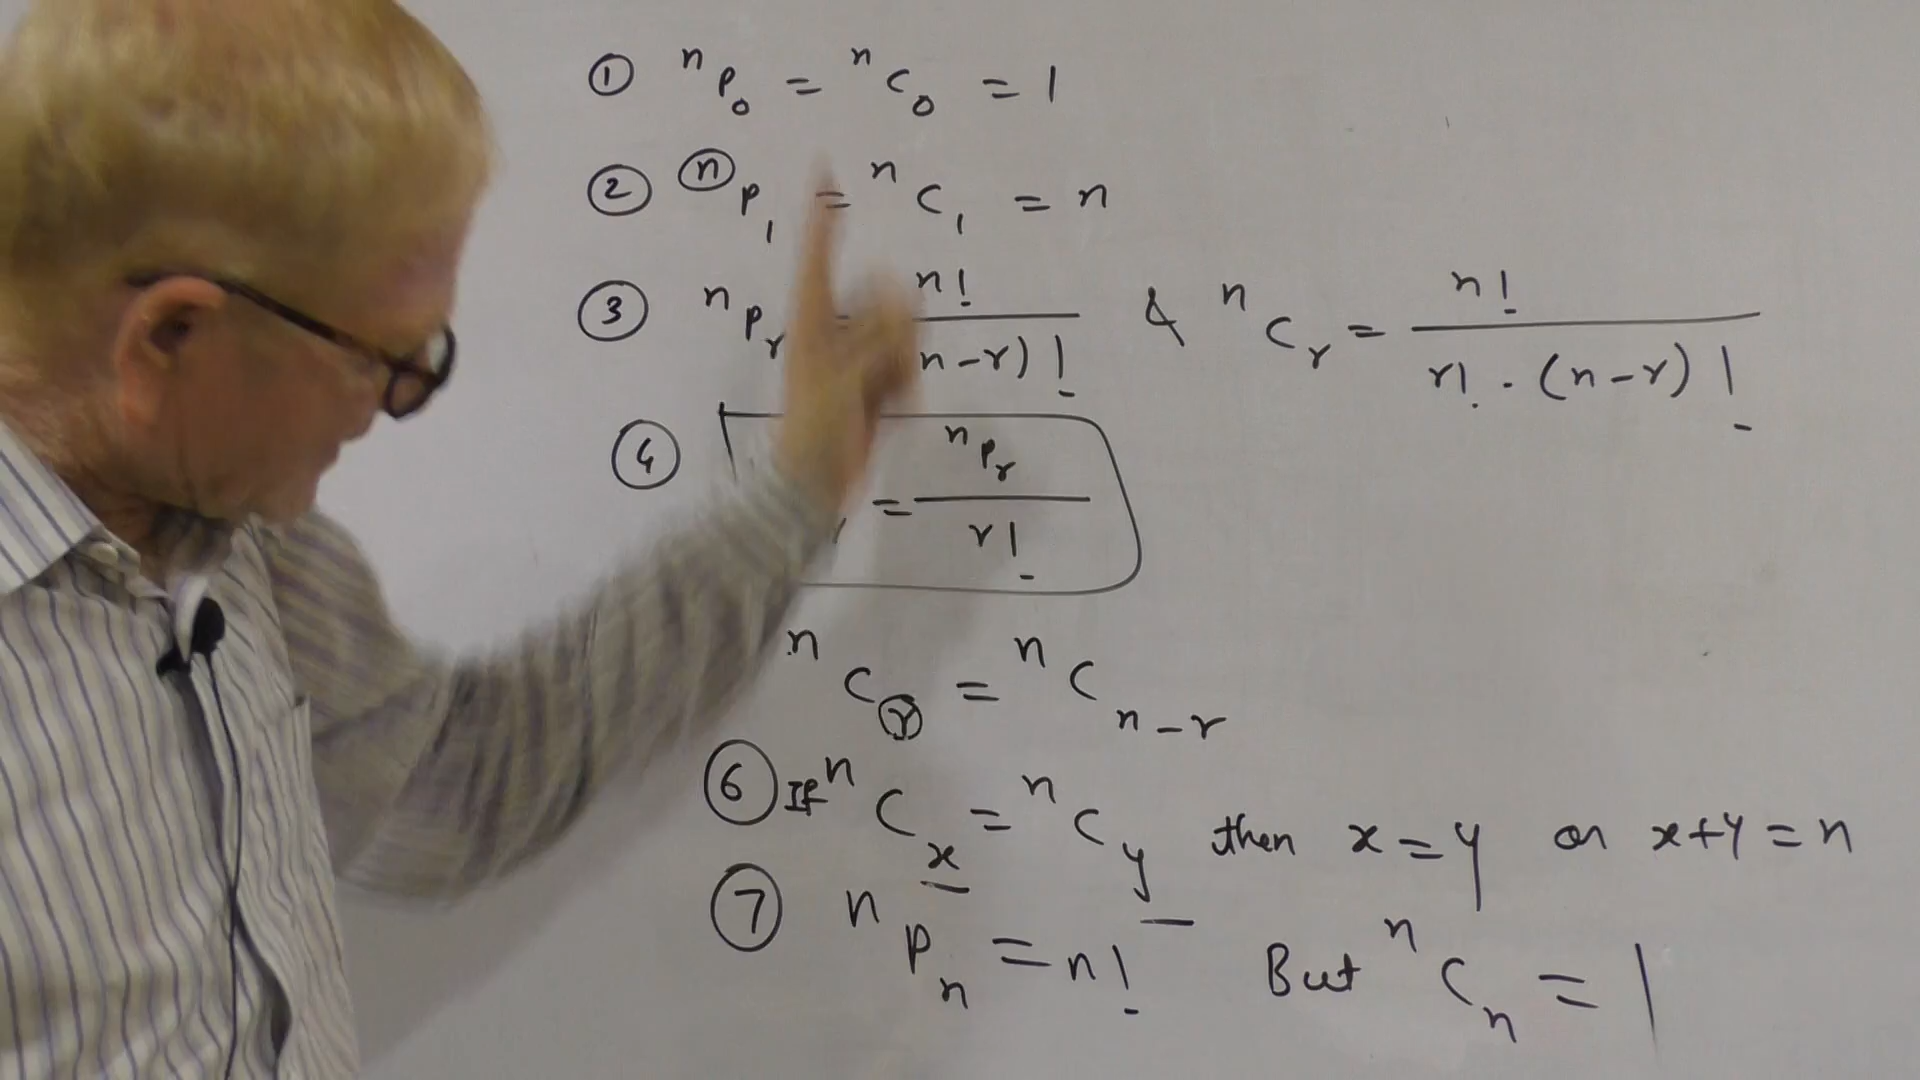 ① ⁿP₀ = ⁿC₀ = 1
② ⁿP₁ = ⁿC₁ = n
③ ⁿPᵣ = n! / (n-r)! & ⁿCᵣ = n! / r! . (n-r)!
④ = ⁿPᵣ / r!
ⁿCᵣ = ⁿCₙ₋ᵣ
⑥ If ⁿCₓ = ⁿC_y then x = y or x+y = n
⑦ ⁿPₙ = n! But ⁿCₙ = 1